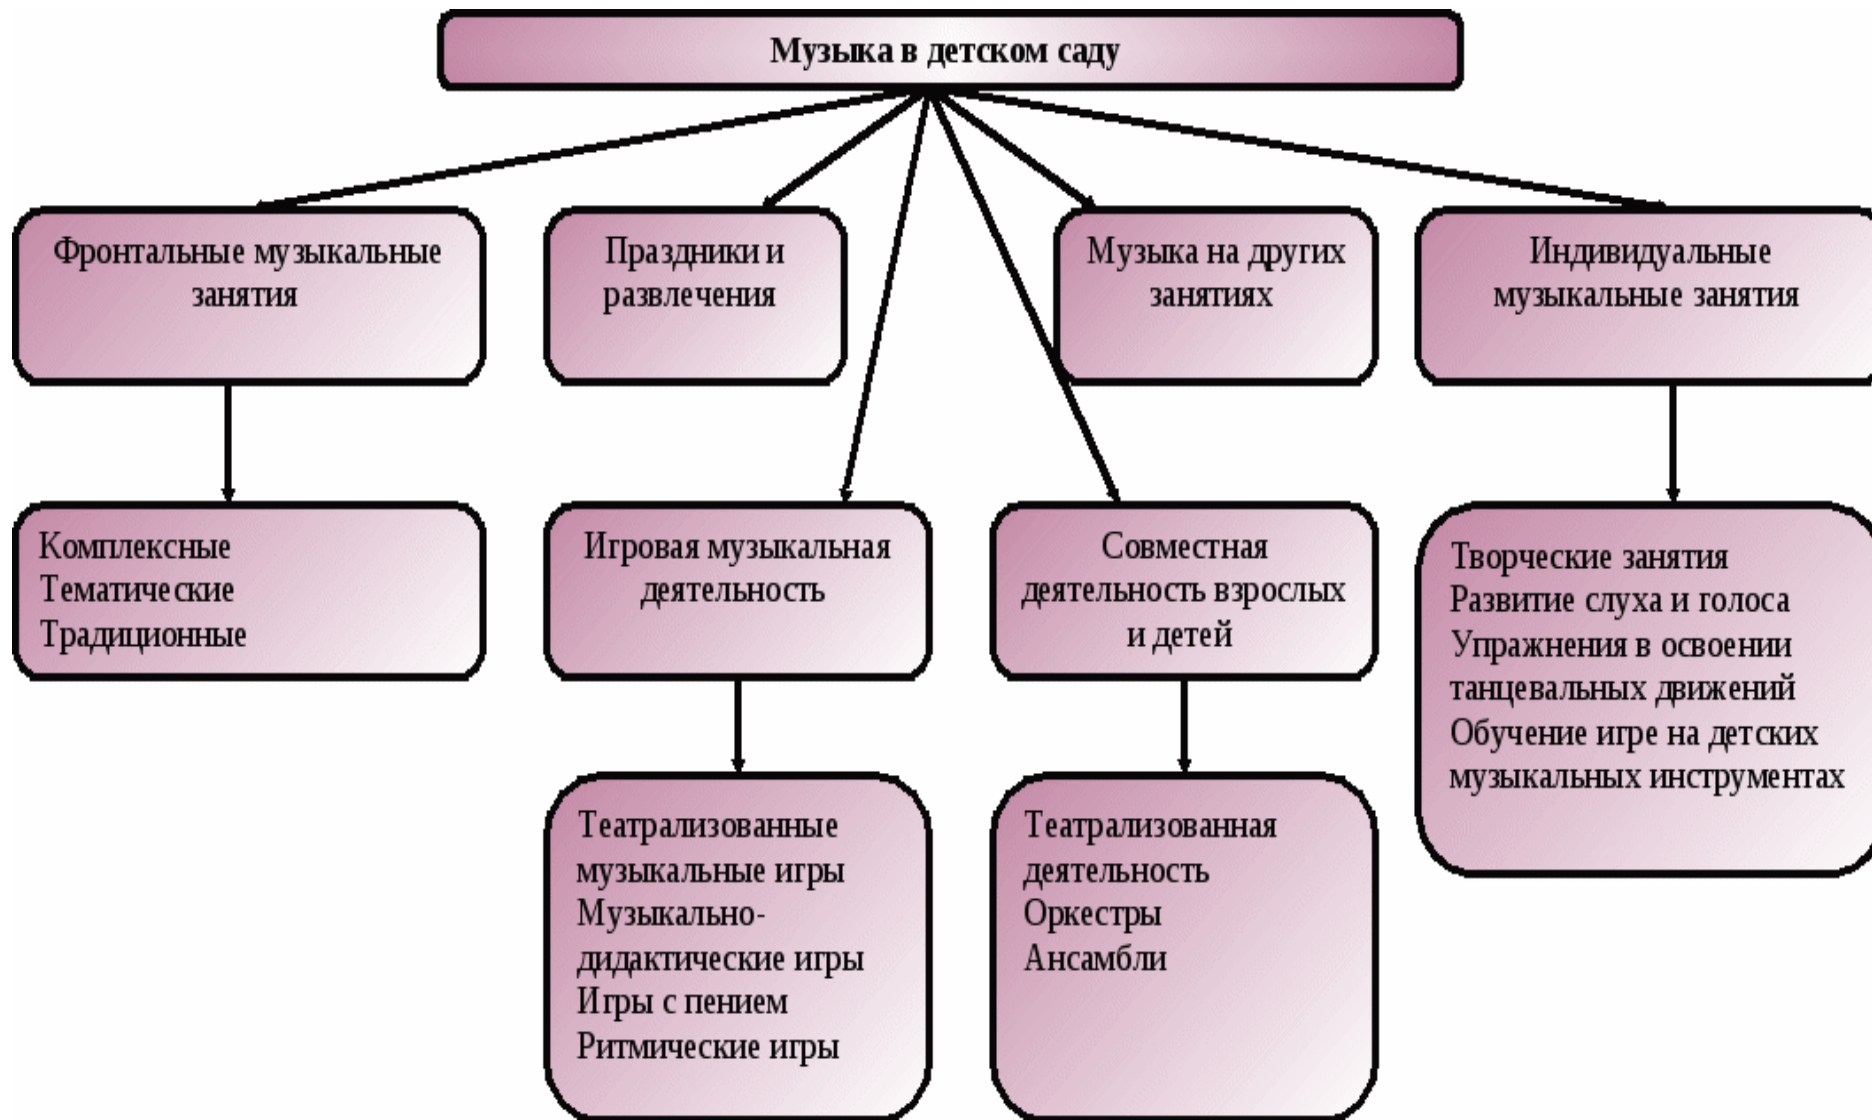 Музыка в детском саду
Фронтальные музыкальные
занятия
Праздники и
развлечения
Музыка на других
занятиях
Индивидуальные
музыкальные занятия
Комплексные
Тематические
Традиционные
Игровая музыкальная
деятельность
Совместная
деятельность взрослых
и детей
Творческие занятия
Развитие слуха и голоса
Упражнения в освоении
танцевальных движений
Обучение игре на детских
музыкальных инструментах
Театрализованные
музыкальные игры
Музыкально-
дидактические игры
Игры с пением
Ритмические игры
Театрализованная
деятельность
Оркестры
Ансамбли